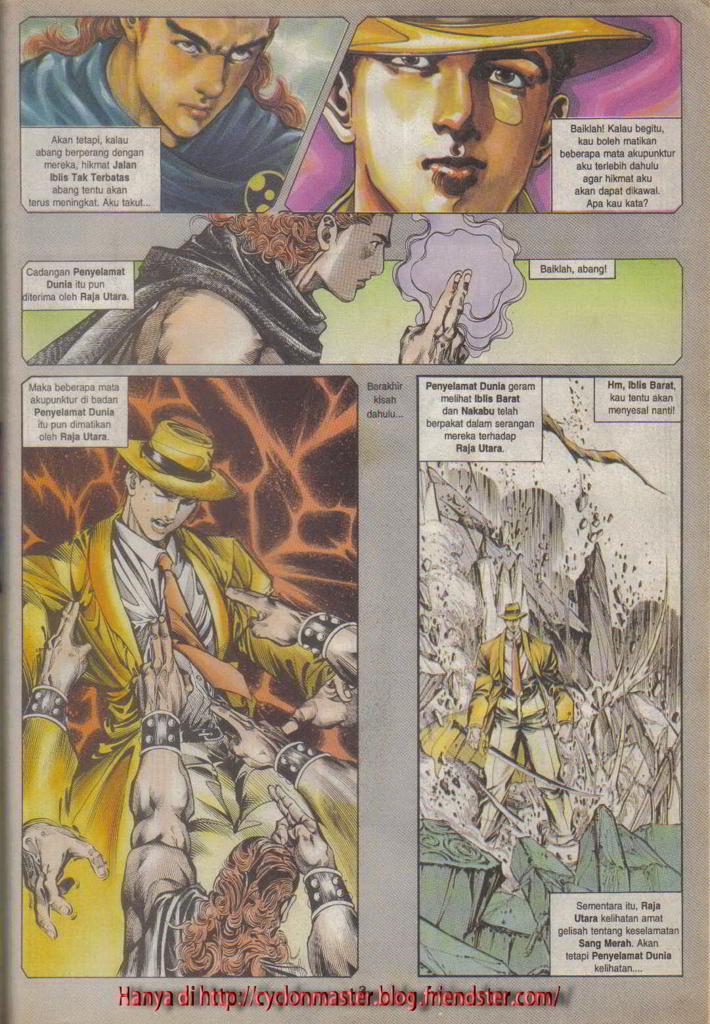 Akan tetapi, kalau
abang berperang dengan
mereka, hikmat Jalan
Iblis Tak Terbatas
abang tentu akan
terus meningkat. Aku takut...
Baiklah! Kalau begitu,
kau boleh matikan
beberapa mata akupunktur
aku terlebih dahulu
agar hikmat aku
akan dapat dikawal.
Apa kau kata?
Cadangan Penyelamat
Dunia itu pun
diterima oleh Raja Utara.
Baiklah, abang!
Maka beberapa mata
akupunktur di badan
Penyelamat Dunia
itu pun dimatikan
oleh Raja Utara.
Berakhir
kisah
dahulu...
Penyelamat Dunia geram
melihat Iblis Barat
dan Nakabu telah
berpakat dalam serangan
mereka terhadap
Raja Utara.
Hm, Iblis Barat,
kau tentu akan
menyesal nanti!
Sementara itu, Raja
Utara kelihatan amat
gelisah tentang keselamatan
Sang Merah. Akan
tetapi Penyelamat Dunia
kelihatan....
Hanya di http://cyclonmaster.blog.friendster.com/